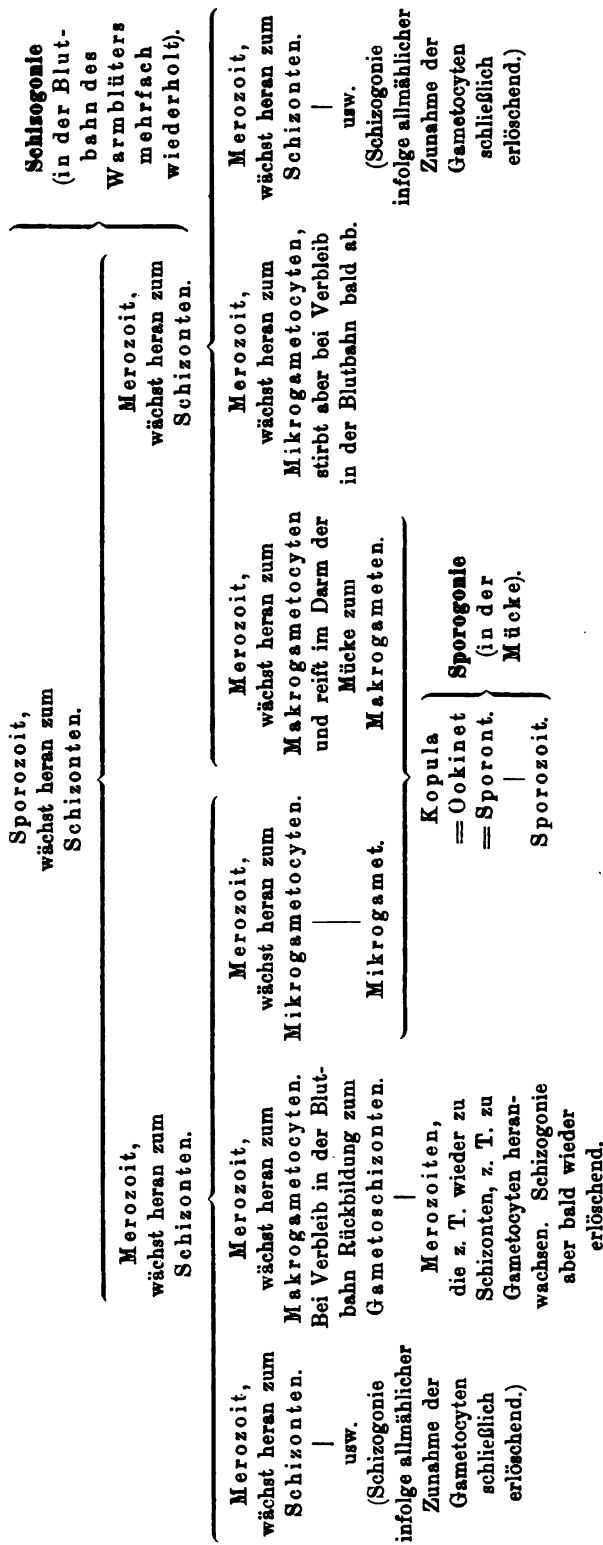 Sporozoit,
wächst heran zum
Schizonten.
Merozoit,
wächst heran zum
Schizonten.
Merozoit,
wächst heran zum
Schizonten.
Schizogonie
(in der Blut-
bahn des
Warmblüters
mehrfach
wiederholt).
Merozoit,
wächst heran zum
Schizonten.
usw.
(Schizogonie
infolge allmählicher
Zunahme der
Gametocyten
schließlich
erlöschend.)
Merozoit,
wächst heran zum
Makrogametocyten.
Bei Verbleib in der Blut-
bahn Rückbildung zum
Gametoschizonten.
Merozoiten,
die z. T. wieder zu
Schizonten, z. T. zu
Gametocyten heran-
wachsen. Schizogonie
aber bald wieder
erlöschend.
Merozoit,
wächst heran zum
Mikrogametocyten.
Mikrogamet.
Merozoit,
wächst heran zum
Makrogametocyten
und reift im Darm der
Mücke zum
Makrogameten.
Merozoit,
wächst heran zum
Mikrogametocyten,
stirbt aber bei Verbleib
in der Blutbahn bald ab.
Merozoit,
wächst heran zum
Schizonten.
usw.
(Schizogonie
infolge allmählicher
Zunahme der
Gametocyten
schließlich
erlöschend.)
Kopula
= Ookinet
= Sporont.
Sporozoit.
Sporogonie
(in der
Mücke).